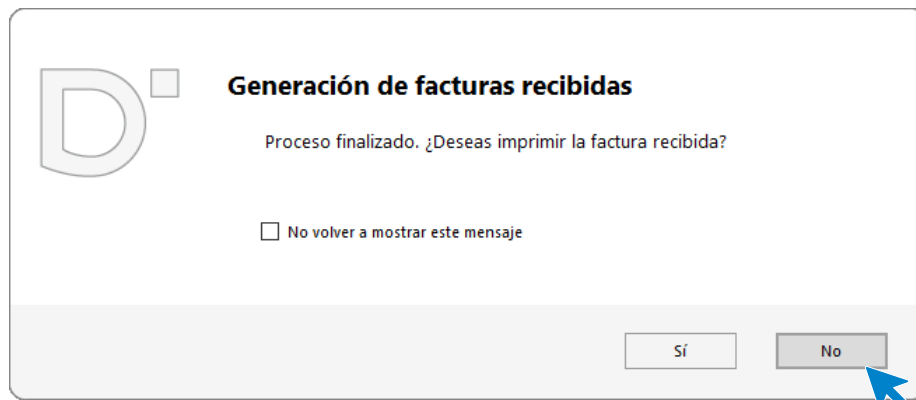 Generación de facturas recibidas
Proceso finalizado. ¿Deseas imprimir la factura recibida?
No volver a mostrar este mensaje
Sí
No